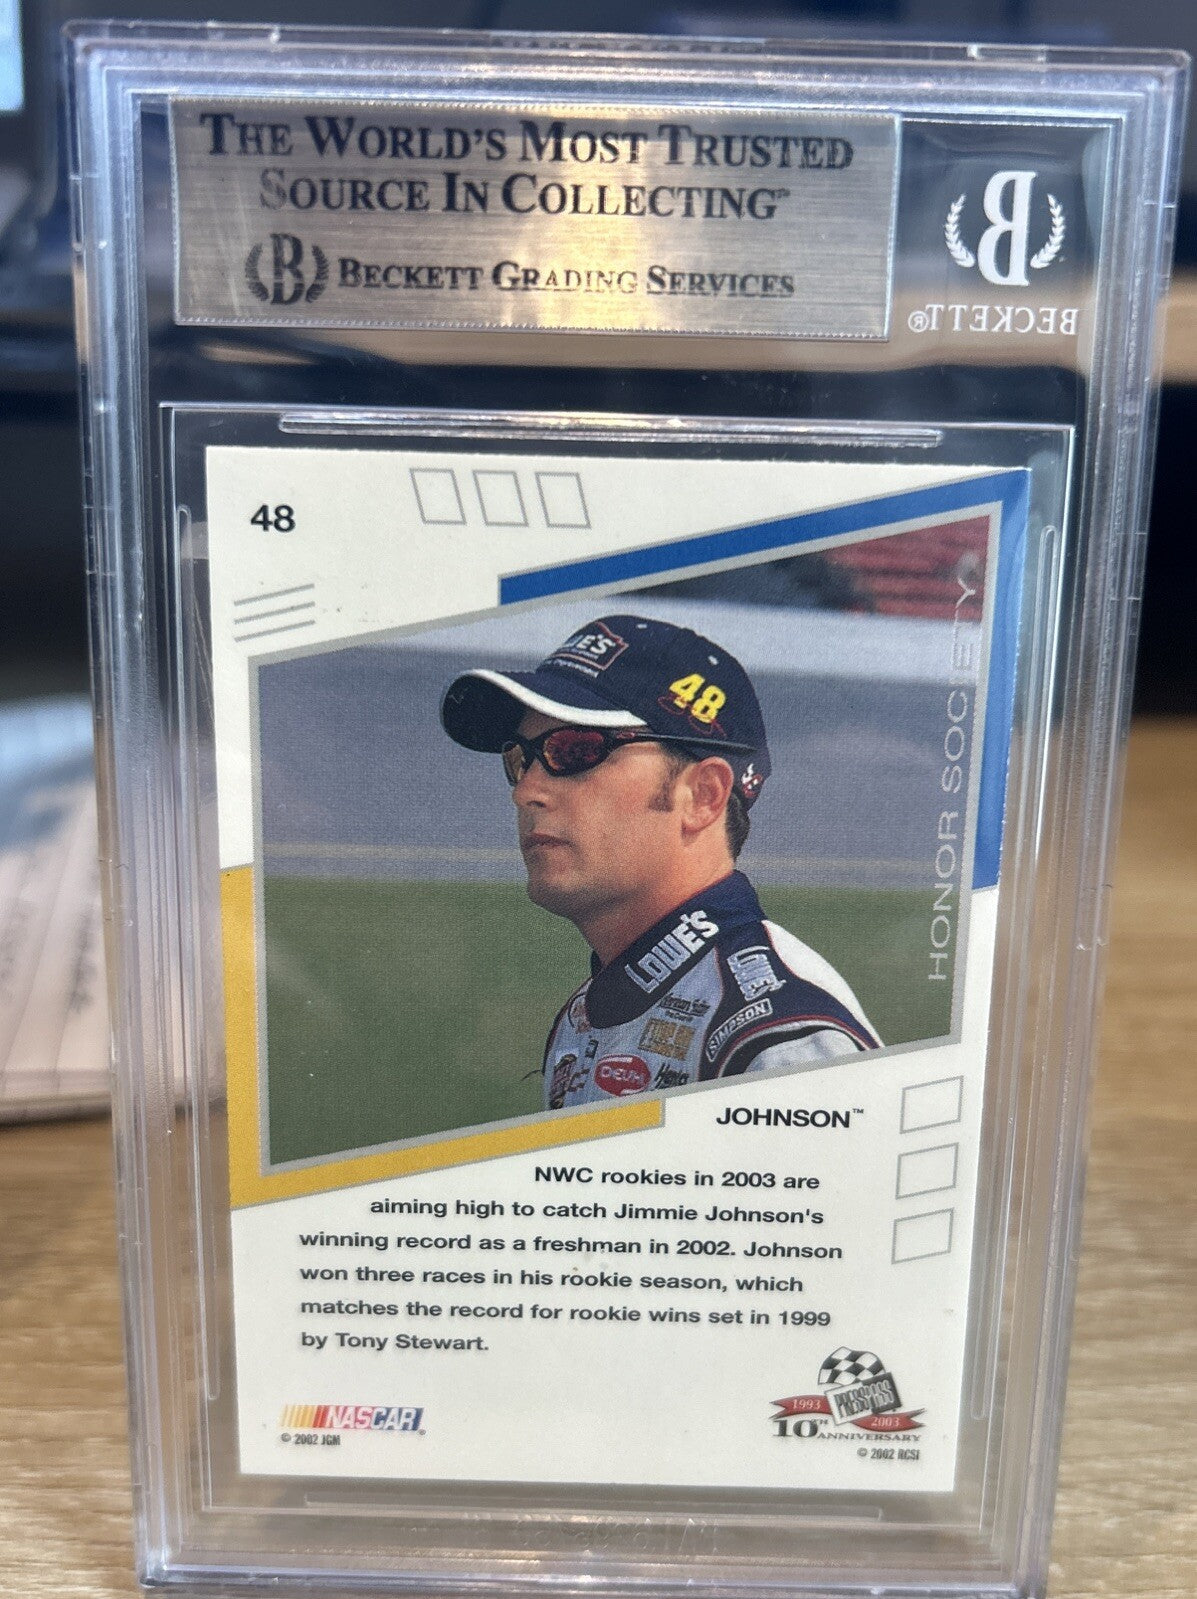 THE WORLD'S MOST TRUSTED
SOURCE IN COLLECTING™
B BECKETT GRADING SERVICES
B
BECKETT®
48
LOWE'S
48
HONOR SOCIETY
LOWE'S
LOWE'S
SIMPSON
JOHNSON™
NWC rookies in 2003 are
aiming high to catch Jimmie Johnson's
winning record as a freshman in 2002. Johnson
won three races in his rookie season, which
matches the record for rookie wins set in 1999
by Tony Stewart.
NASCAR®
© 2002 JGM
PRESS PASS
1993 2003
10TH ANNIVERSARY
© 2002 RCSI